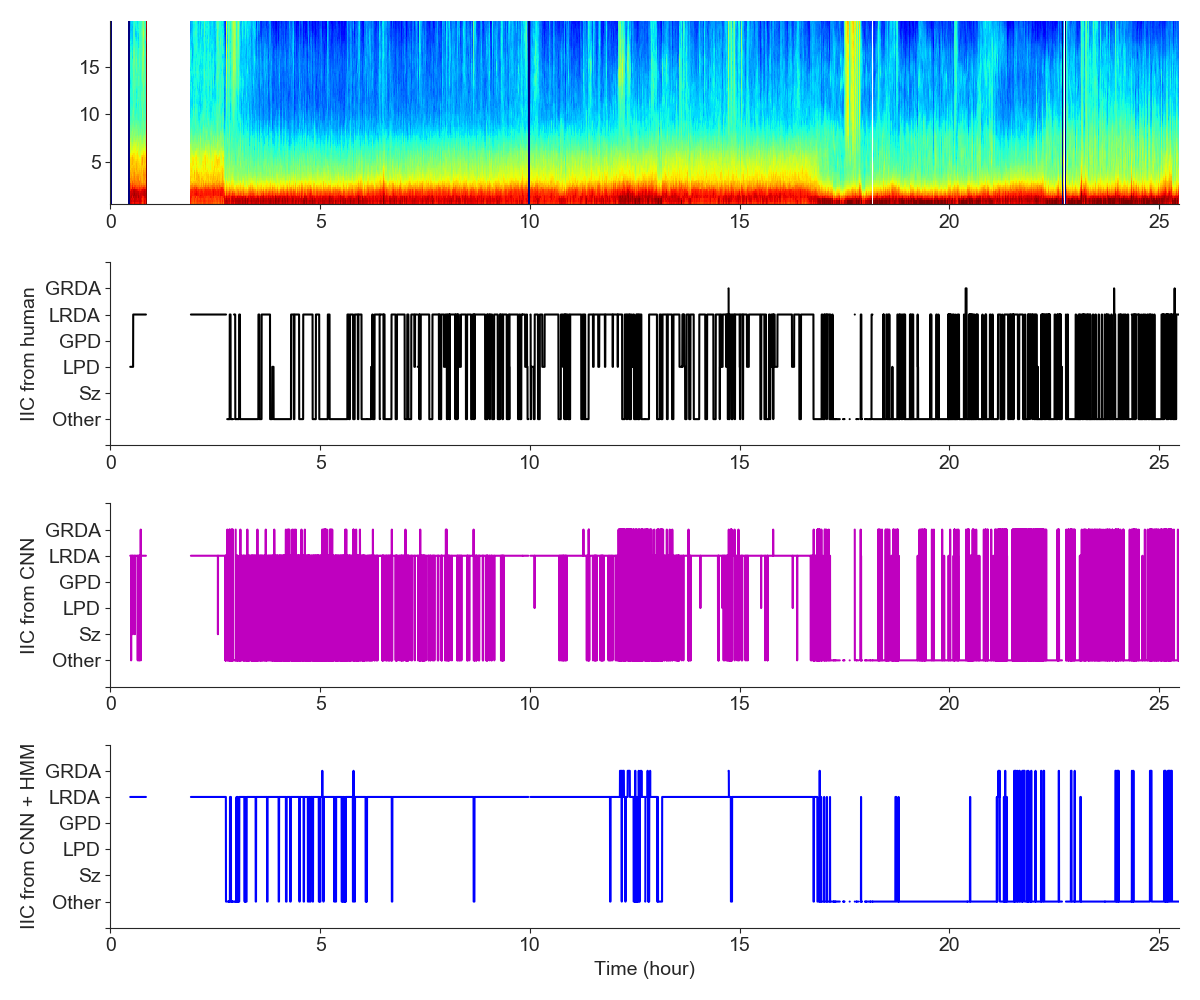 15
10
5
0 5 10 15 20 25
IIC from human
GRDA
LRDA
GPD
LPD
Sz
Other
0 5 10 15 20 25
IIC from CNN
GRDA
LRDA
GPD
LPD
Sz
Other
0 5 10 15 20 25
IIC from CNN + HMM
GRDA
LRDA
GPD
LPD
Sz
Other
0 5 10 15 20 25
Time (hour)